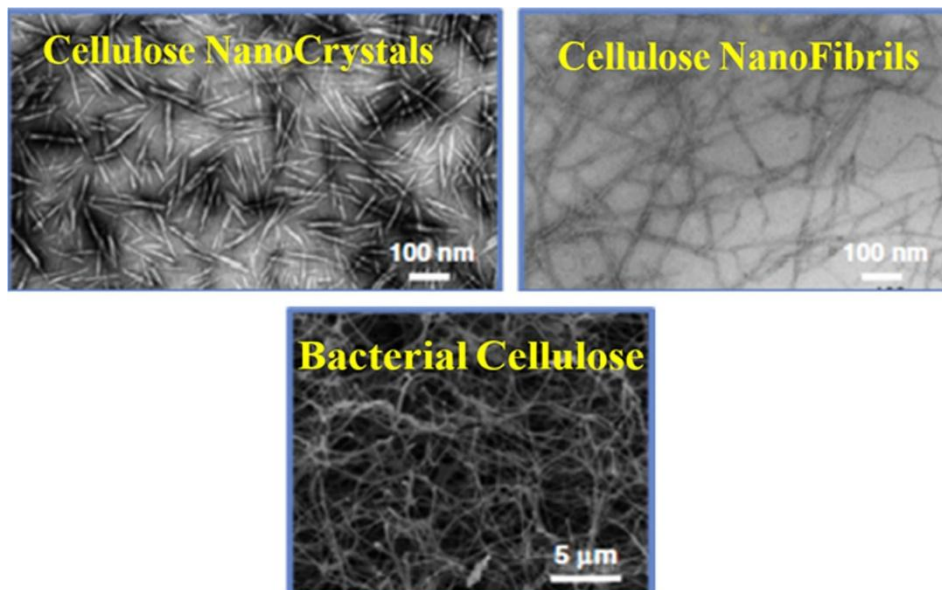 Cellulose NanoCrystals
100 nm
Cellulose NanoFibrils
100 nm
Bacterial Cellulose
5 μm